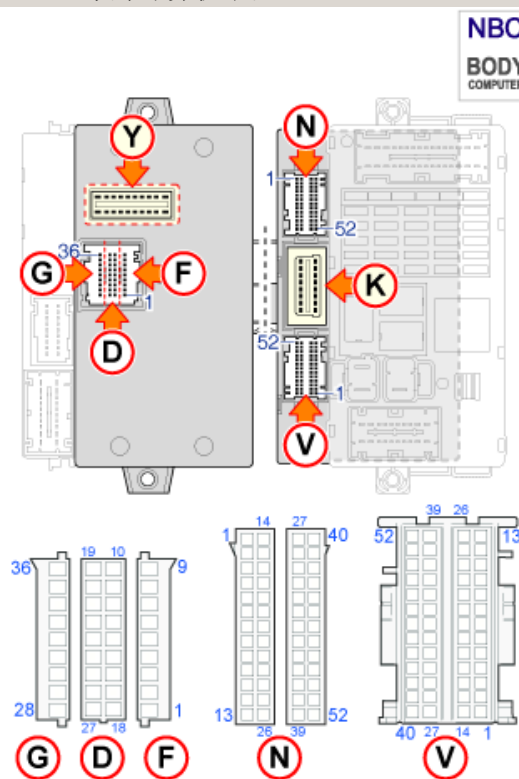 NBC
BODY
COMPUTER
Y
N
1
52
36
G
F
K
1
D
52
1
V
39 26
52 13
14 27
1 40
19 10
36 9
28 1
27 18
13 52
26 39
40 27 14 1
G D F N V